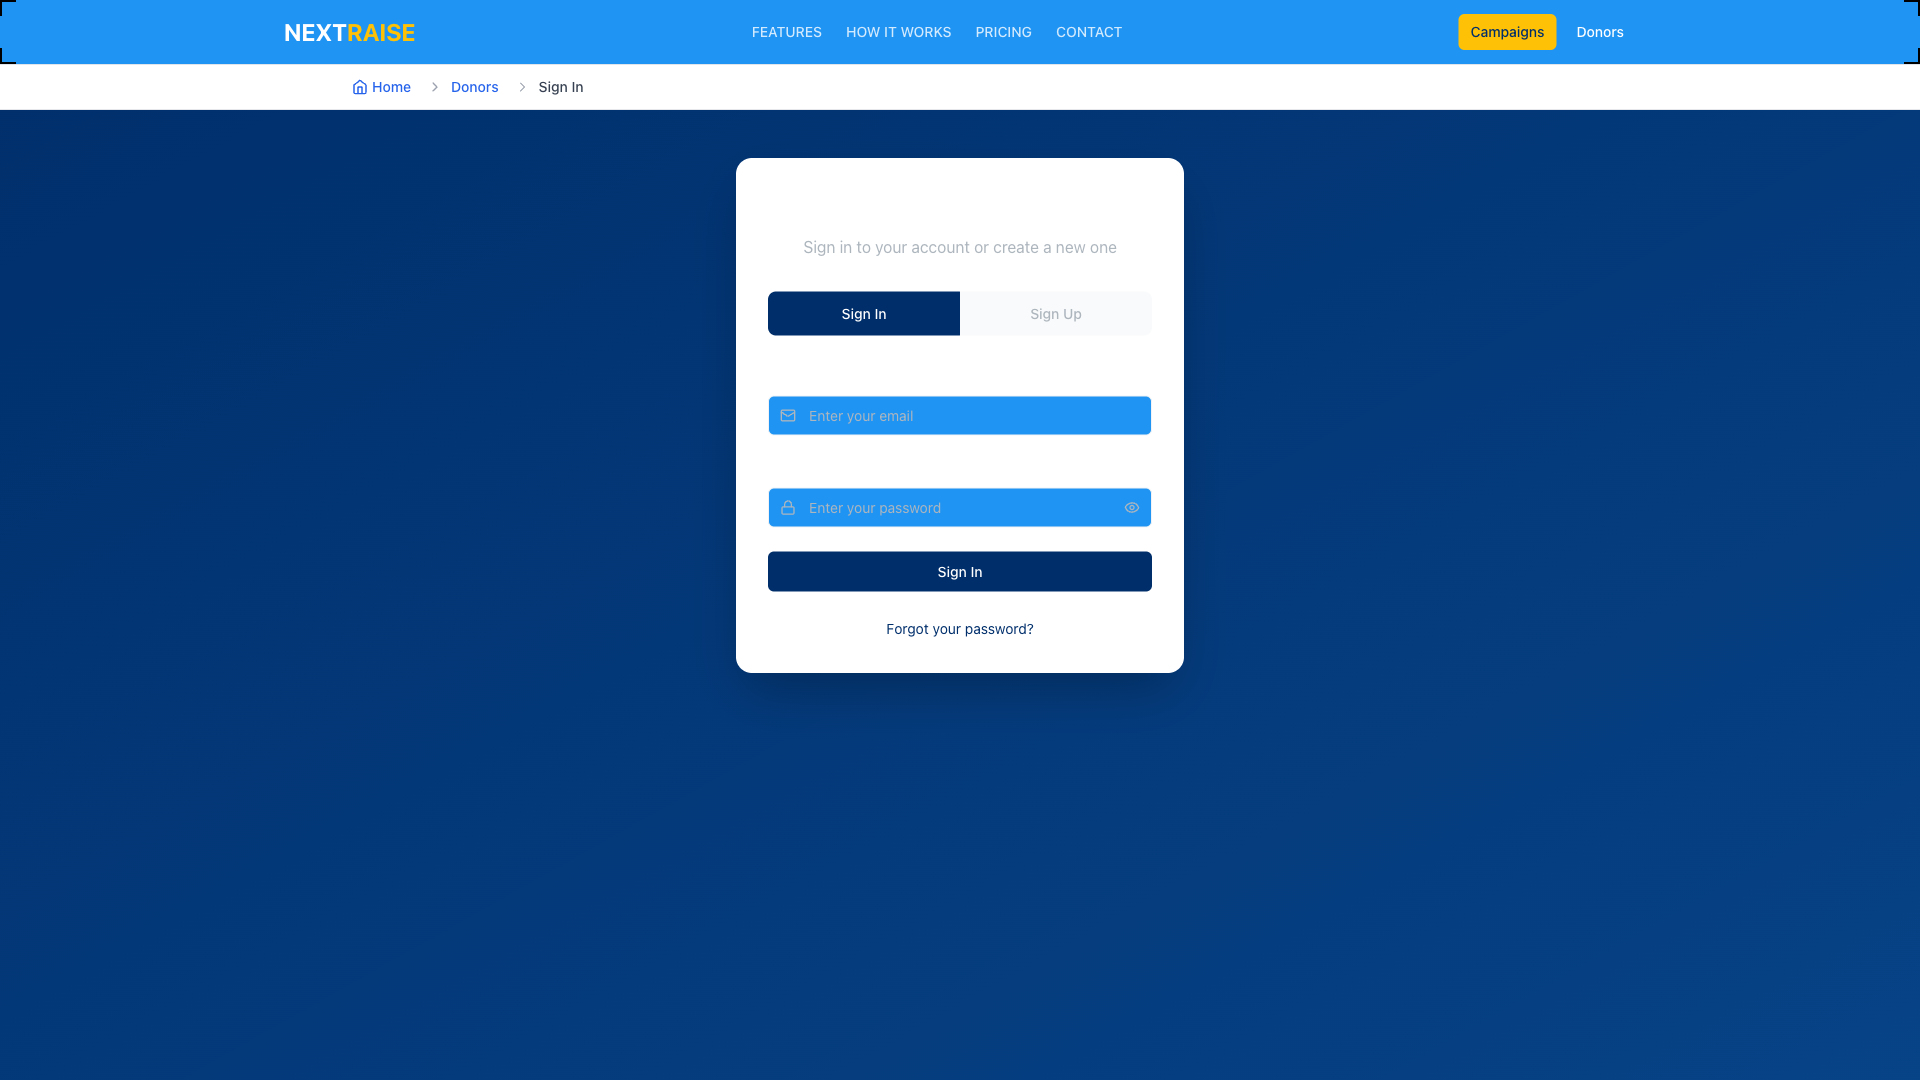 NEXTRAISE
FEATURES HOW IT WORKS PRICING CONTACT
Campaigns Donors
Home Donors Sign In
Sign in to your account or create a new one
Sign In Sign Up
Enter your email
Enter your password
Sign In
Forgot your password?